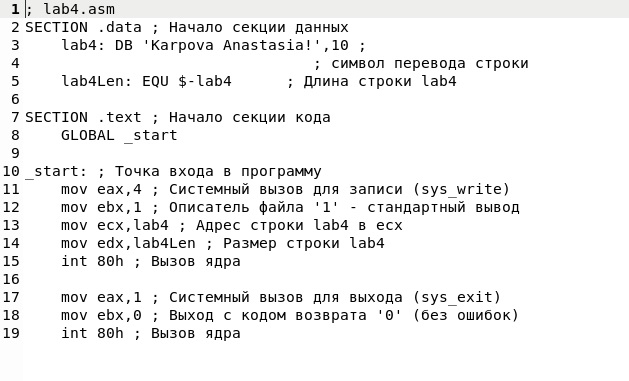 1 ; lab4.asm
2 SECTION .data ; Начало секции данных
3     lab4: DB 'Karpova Anastasia!',10 ;
4                                 ; символ перевода строки
5     lab4Len: EQU $-lab4      ; Длина строки lab4
6
7 SECTION .text ; Начало секции кода
8     GLOBAL _start
9
10 _start: ; Точка входа в программу
11     mov eax,4 ; Системный вызов для записи (sys_write)
12     mov ebx,1 ; Описатель файла '1' - стандартный вывод
13     mov ecx,lab4 ; Адрес строки lab4 в ecx
14     mov edx,lab4Len ; Размер строки lab4
15     int 80h ; Вызов ядра
16
17     mov eax,1 ; Системный вызов для выхода (sys_exit)
18     mov ebx,0 ; Выход с кодом возврата '0' (без ошибок)
19     int 80h ; Вызов ядра